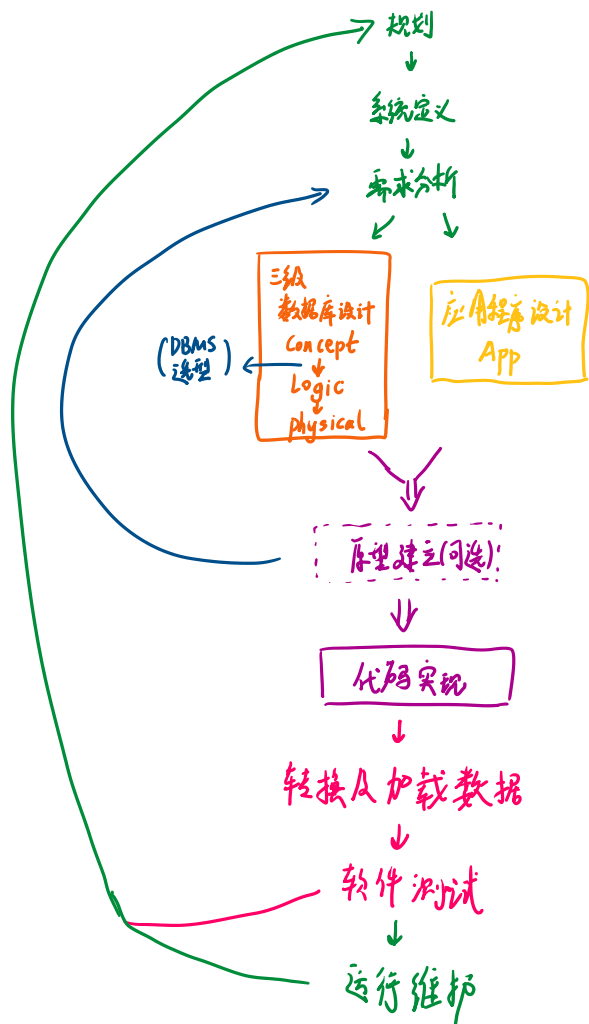 规划
系统定义
需求分析
三级
数据库设计
Concept
Logic
physical
(DBMS
选型)
应用程序设计
App
原型建立(可选)
代码实现
转换及加载数据
软件测试
运行维护